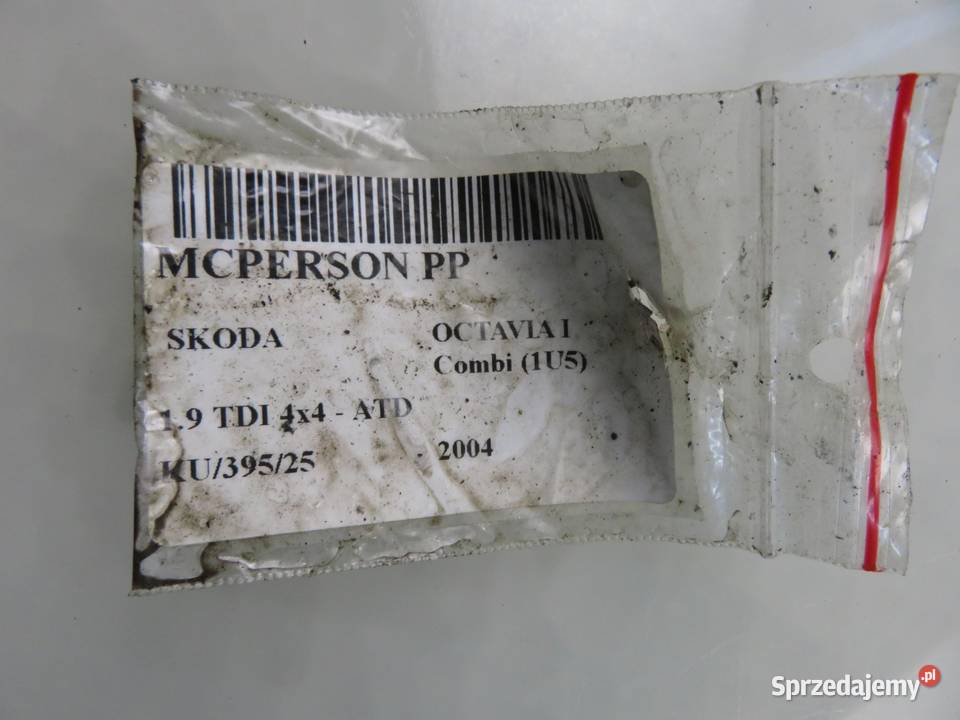 MCPERSON PP
SKODA
OCTAVIA I
Combi (1U5)
1.9 TDI 4x4 - ATD
KU/395/25
2004
Sprzedajemy.pl